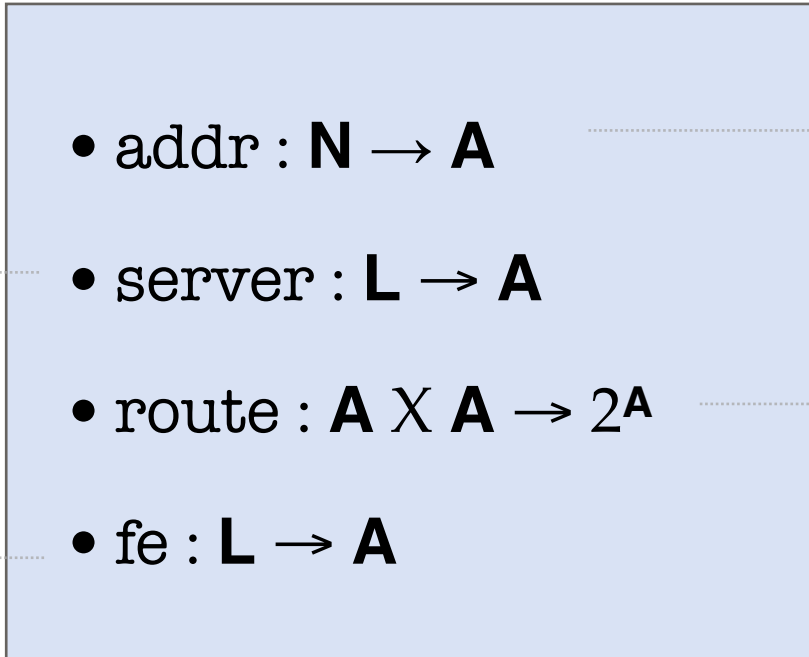 • addr : N → A
• server : L → A
• route : A X A → 2ᴬ
• fe : L → A